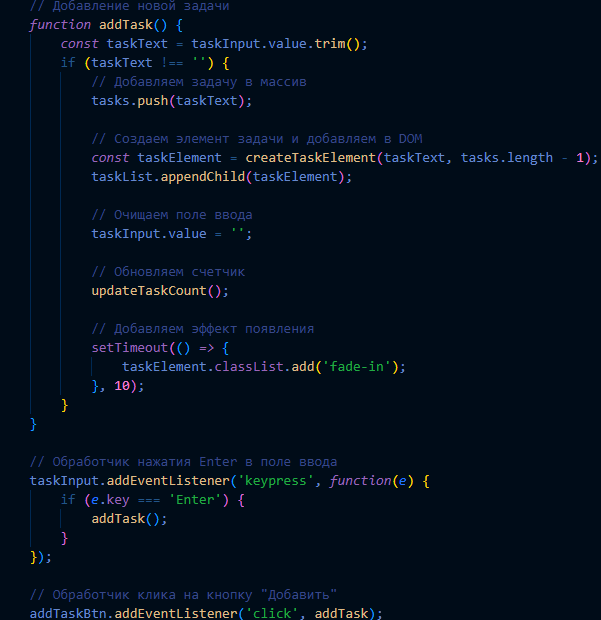 // Добавление новой задачи
function addTask() {
const taskText = taskInput.value.trim();
if (taskText !== '') {
// Добавляем задачу в массив
tasks.push(taskText);
// Создаем элемент задачи и добавляем в DOM
const taskElement = createTaskElement(taskText, tasks.length - 1);
taskList.appendChild(taskElement);
// Очищаем поле ввода
taskInput.value = '';
// Обновляем счетчик
updateTaskCount();
// Добавляем эффект появления
setTimeout(() => {
taskElement.classList.add('fade-in');
}, 10);
}
}
// Обработчик нажатия Enter в поле ввода
taskInput.addEventListener('keypress', function(e) {
if (e.key === 'Enter') {
addTask();
}
});
// Обработчик клика на кнопку "Добавить"
addTaskBtn.addEventListener('click', addTask);